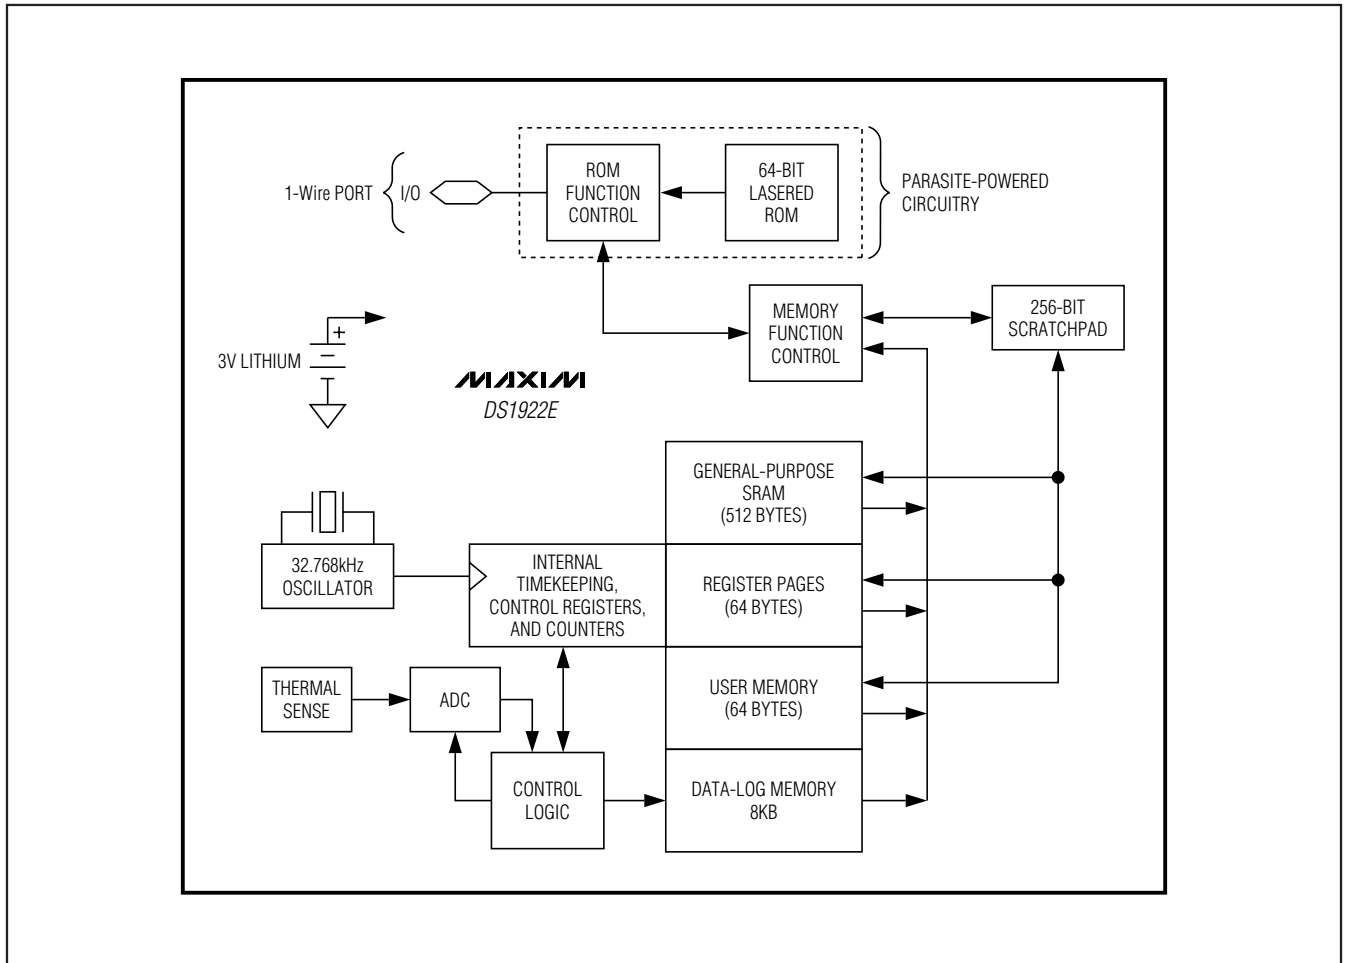 ROM
FUNCTION
CONTROL
64-BIT
LASERED
ROM
1-Wire PORT
I/O
PARASITE-POWERED
CIRCUITRY
MEMORY
FUNCTION
CONTROL
256-BIT
SCRATCHPAD
+
3V LITHIUM
MAXIM
DS1922E
GENERAL-PURPOSE
SRAM
(512 BYTES)
32.768kHz
OSCILLATOR
INTERNAL
TIMEKEEPING,
CONTROL REGISTERS,
AND COUNTERS
REGISTER PAGES
(64 BYTES)
THERMAL
SENSE
ADC
USER MEMORY
(64 BYTES)
CONTROL
LOGIC
DATA-LOG MEMORY
8KB